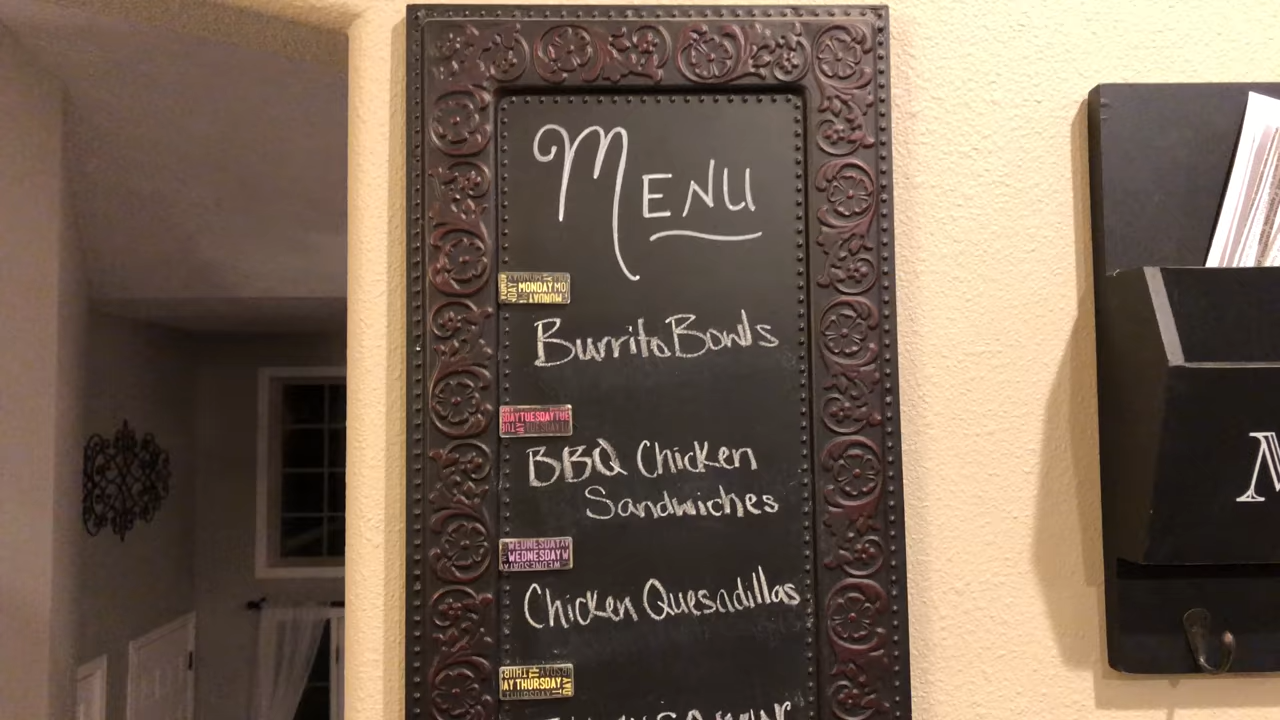 Menu
MONDAY
Burrito Bowls
TUESDAY
BBQ Chicken
Sandwiches
WEDNESDAY
Chicken Quesadillas
THURSDAY